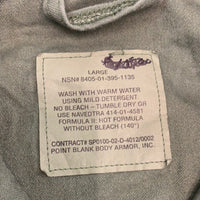 LARGE
NSN# 8405-01-395-1135
WASH WITH WARM WATER
USING MILD DETERGENT
NO BLEACH - TUMBLE DRY OR
USE NAVEDTRA 414-01-4581
FORMULA II: HOT FORMULA
WITHOUT BLEACH (140°)
CONTRACT# SP0100-02-D-4012/0002
POINT BLANK BODY ARMOR, INC.